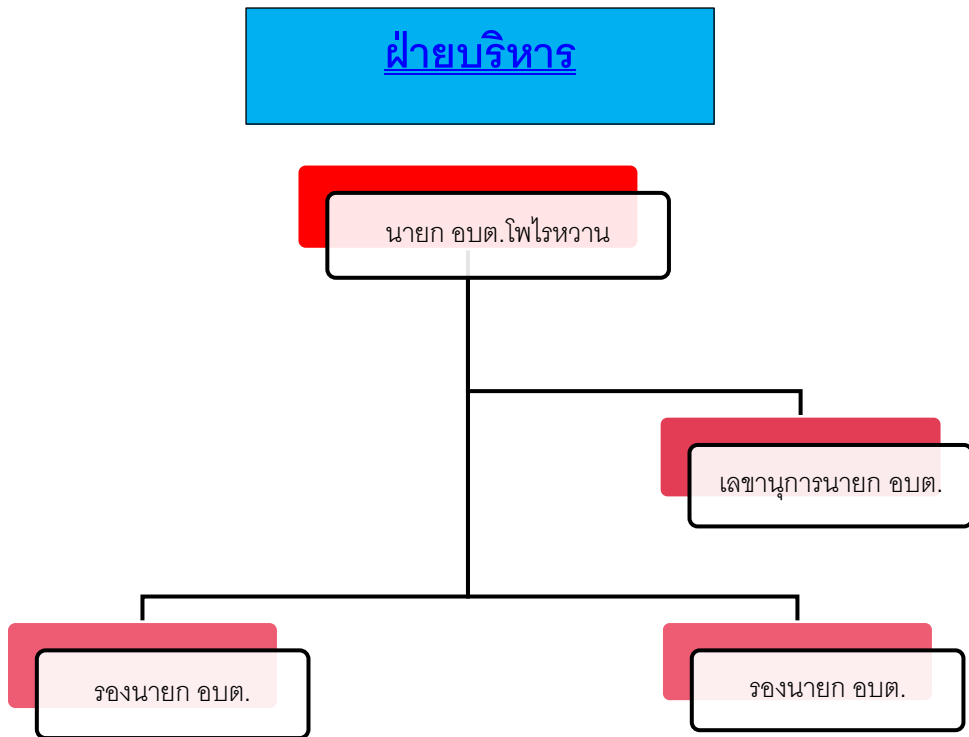 ฝ่ายบริหาร
นายก อบต.โพไรหวาน
เลขานุการนายก อบต.
รองนายก อบต.
รองนายก อบต.